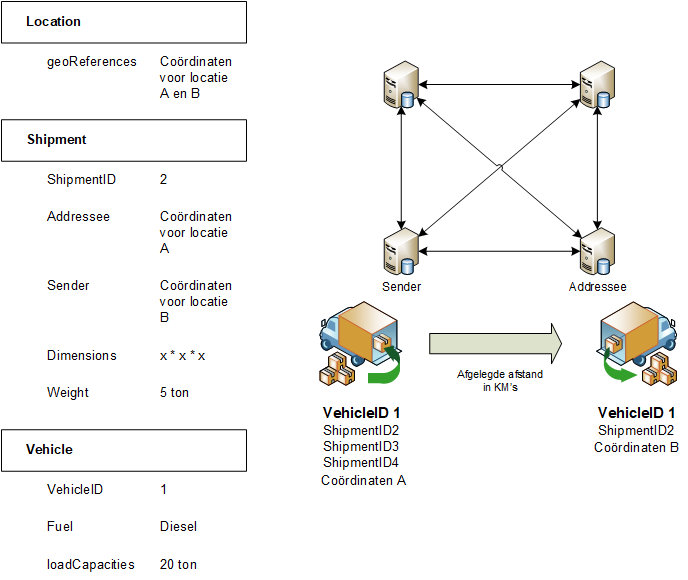 Location
geoReferences Coördinaten
voor locatie
A en B
Shipment
ShipmentID 2
Addressee Coördinaten
voor locatie
A
Sender Coördinaten
voor locatie
B
Dimensions x * x * x
Weight 5 ton
Vehicle
VehicleID 1
Fuel Diesel
loadCapacities 20 ton
Sender
Addressee
Afgelegde afstand
in KM's
VehicleID 1
ShipmentID2
ShipmentID3
ShipmentID4
Coördinaten A
VehicleID 1
ShipmentID2
Coördinaten B